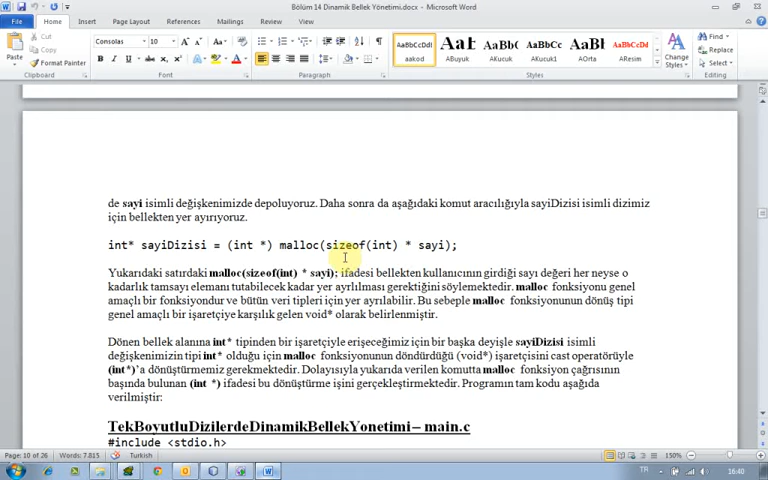 Bölüm 14 Dinamik Bellek Yönetimi.docx - Microsoft Word
File Home Insert Page Layout References Mailings Review View
Paste Cut Copy Format Painter
Consolas 10
AaBbCcDdI AaBl AaBbC AaBbCc AaBbI AaBbCcDd
aakod ABuyuk AKucuk AKucuk1 AOrta AResim
Change Styles
Find Replace Select
Clipboard Font Paragraph Styles Editing
de sayi isimli değişkenimizde depoluyoruz. Daha sonra da aşağıdaki komut aracılığıyla sayiDizisi isimli dizimiz
için bellekten yer ayırıyoruz.
int* sayiDizisi = (int *) malloc(sizeof(int) * sayi);
Yukarıdaki satırdaki malloc(sizeof(int) * sayi); ifadesi bellekten kullanıcının girdiği sayı değeri her neyse o
kadarlık tamsayı elemanı tutabilecek kadar yer ayrılması gerektiğini söylemektedir. malloc fonksiyonu genel
amaçlı bir fonksiyondur ve bütün veri tipleri için yer ayrılabilir. Bu sebeple malloc fonksiyonunun dönüş tipi
genel amaçlı bir işaretçiye karşılık gelen void* olarak belirlenmiştir.
Dönen bellek alanına int* tipinden bir işaretçiyle erişeceğimiz için bir başka deyişle sayiDizisi isimli
değişkenimizin tipi int* olduğu için malloc fonksiyonunun döndürdüğü (void*) işaretçisini cast operatörüyle
(int*)'a dönüştürmemiz gerekmektedir. Dolayısıyla yukarıda verilen komutta malloc fonksiyon çağrısının
başında bulunan (int *) ifadesi bu dönüştürme işini gerçekleştirmektedir. Programın tam kodu aşağıda
verilmiştir:
TekBoyutluDizilerdeDinamikBellekYonetimi – main.c
#include <stdio.h>
Page: 10 of 26 Words: 7.815 Turkish 150%
TR 16:40